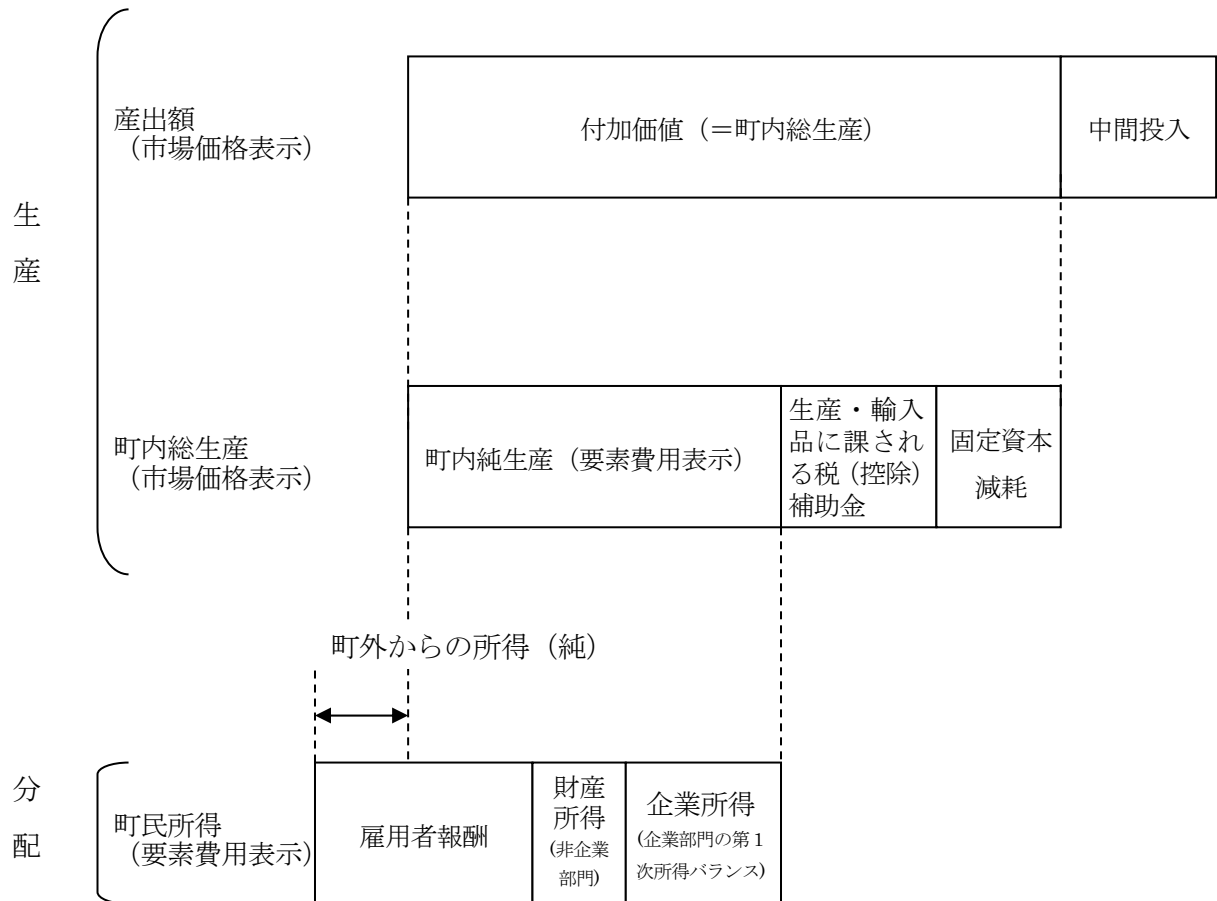 生
産
産出額
（市場価格表示）
付加価値（＝町内総生産）
中間投入
町内総生産
（市場価格表示）
町内純生産（要素費用表示）
生産・輸入
品に課され
る税（控除）
補助金
固定資本
減耗
町外からの所得（純）
分
配
町民所得
（要素費用表示）
雇用者報酬
財産
所得
(非企業
部門)
企業所得
(企業部門の第１
次所得バランス)